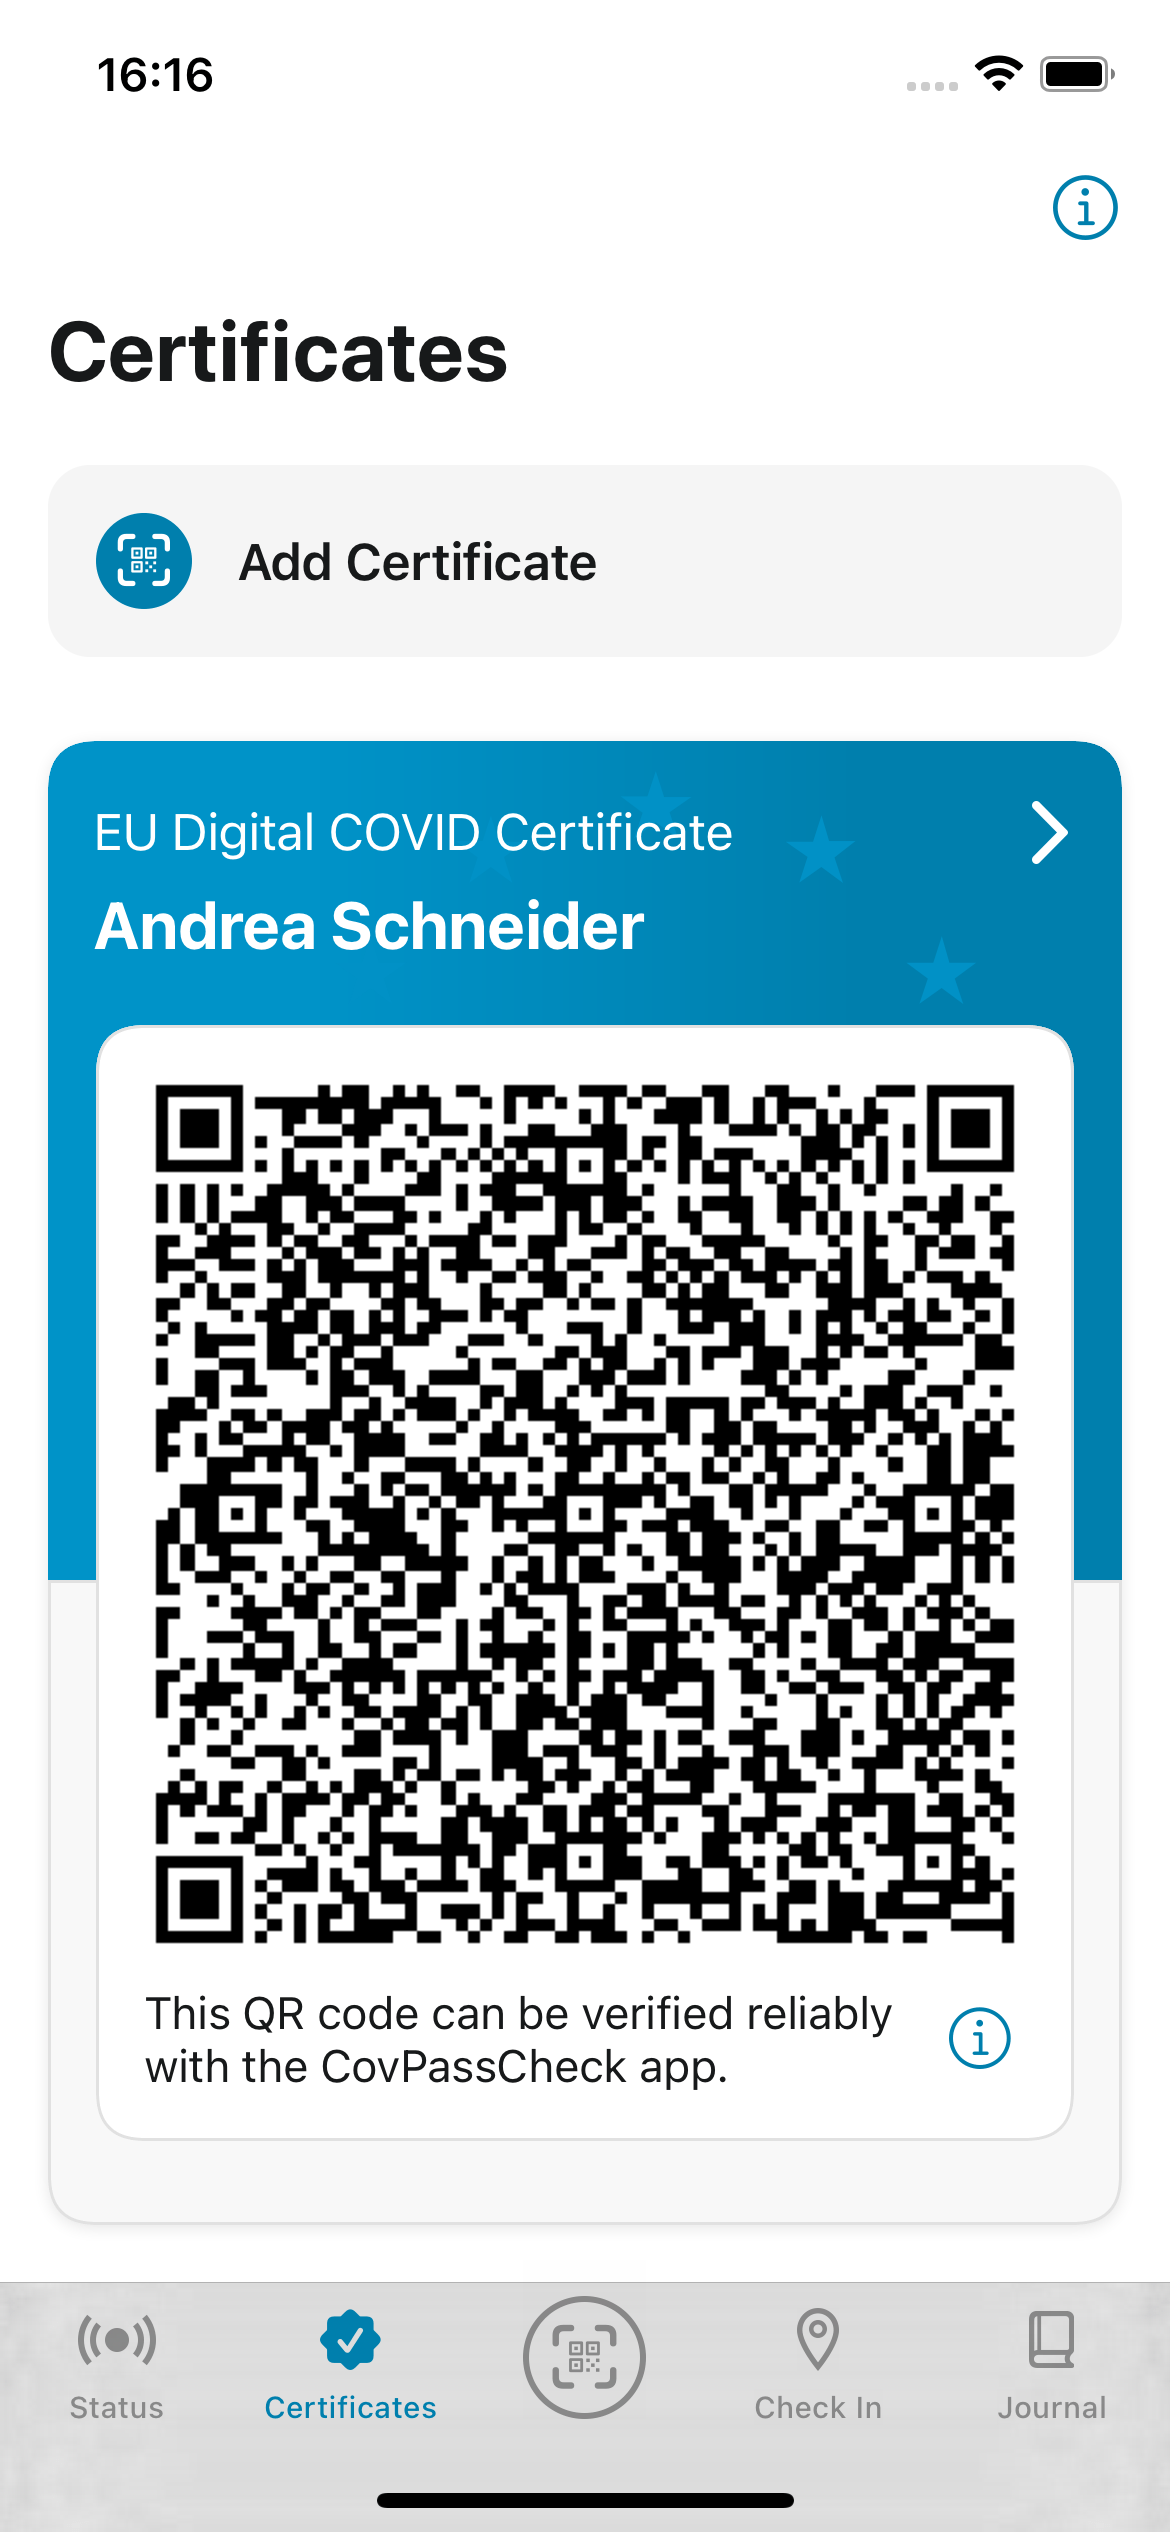 16:16
Certificates
Add Certificate
EU Digital COVID Certificate
Andrea Schneider
This QR code can be verified reliably
with the CovPassCheck app.
Status
Certificates
Check In
Journal